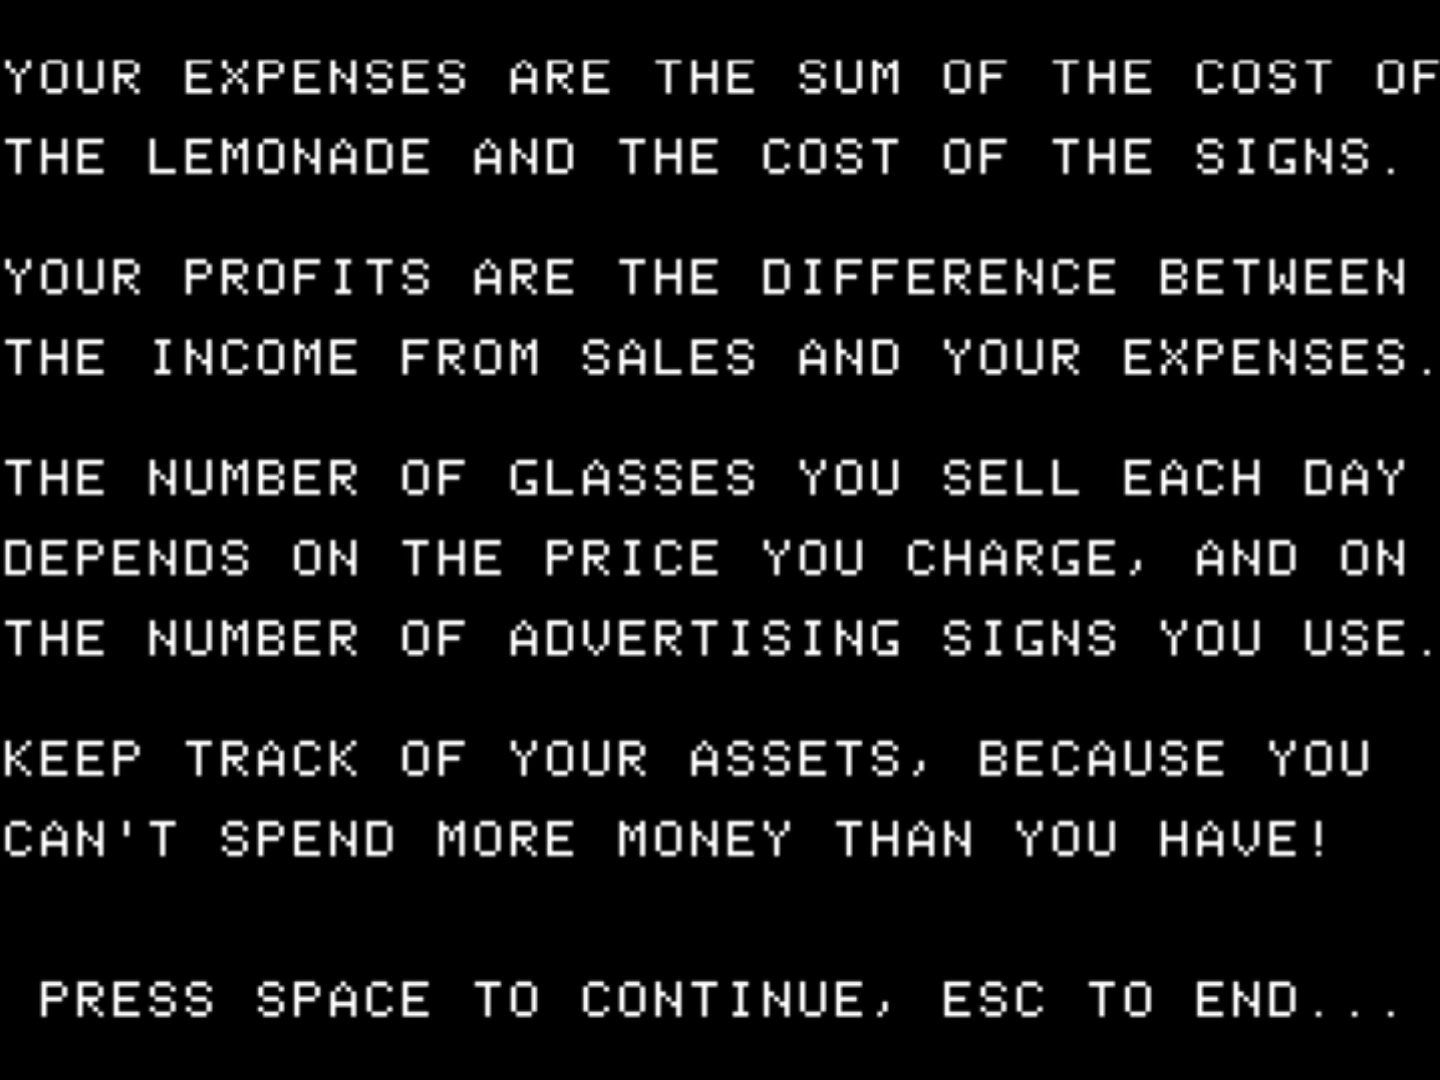 YOUR EXPENSES ARE THE SUM OF THE COST OF
THE LEMONADE AND THE COST OF THE SIGNS.
YOUR PROFITS ARE THE DIFFERENCE BETWEEN
THE INCOME FROM SALES AND YOUR EXPENSES.
THE NUMBER OF GLASSES YOU SELL EACH DAY
DEPENDS ON THE PRICE YOU CHARGE, AND ON
THE NUMBER OF ADVERTISING SIGNS YOU USE.
KEEP TRACK OF YOUR ASSETS, BECAUSE YOU
CAN'T SPEND MORE MONEY THAN YOU HAVE!
PRESS SPACE TO CONTINUE, ESC TO END...